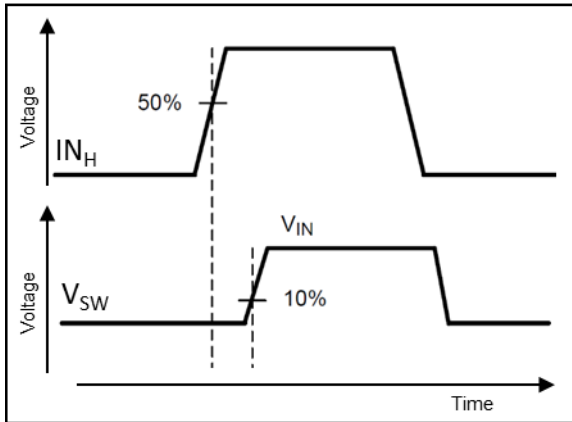 Voltage
50%
IN_H
V_IN
Voltage
V_SW
10%
Time